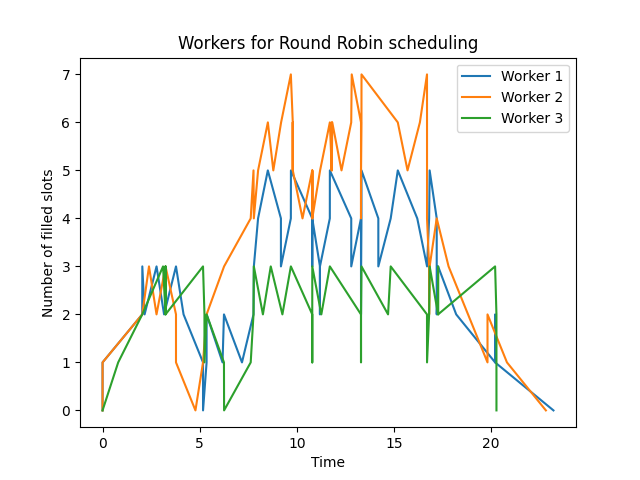 Workers for Round Robin scheduling
Worker 1
Worker 2
Worker 3
7
6
5
4
3
2
1
0
Number of filled slots
0 5 10 15 20
Time